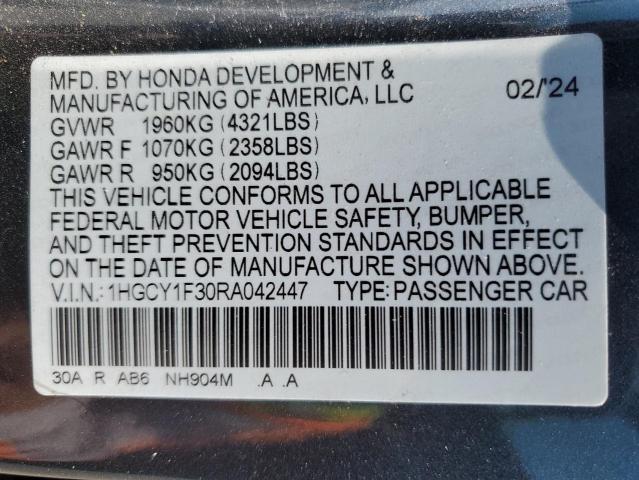 MFD. BY HONDA DEVELOPMENT &
MANUFACTURING OF AMERICA, LLC 02/'24
GVWR 1960KG (4321LBS)
GAWR F 1070KG (2358LBS)
GAWR R 950KG (2094LBS)
THIS VEHICLE CONFORMS TO ALL APPLICABLE
FEDERAL MOTOR VEHICLE SAFETY, BUMPER,
AND THEFT PREVENTION STANDARDS IN EFFECT
ON THE DATE OF MANUFACTURE SHOWN ABOVE.
V.I.N.: 1HGCY1F30RA042447 TYPE: PASSENGER CAR
30A R AB6 NH904M .A .A